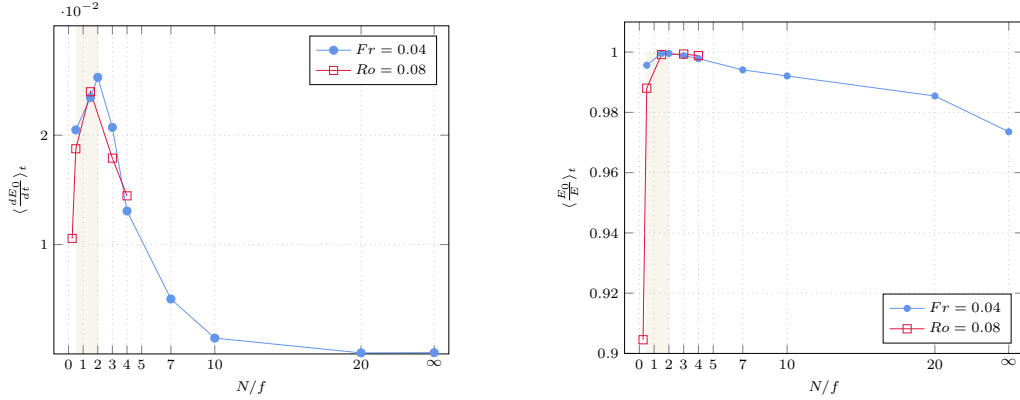 ·10⁻²
2
1
0 1 2 3 4 5 7 10 20 ∞
N/f
⟨dE₀/dt⟩ₜ
Fr = 0.04
Ro = 0.08
1
0.98
0.96
0.94
0.92
0.9
0 1 2 3 4 5 7 10 20 ∞
N/f
⟨E₀/E⟩ₜ
Fr = 0.04
Ro = 0.08